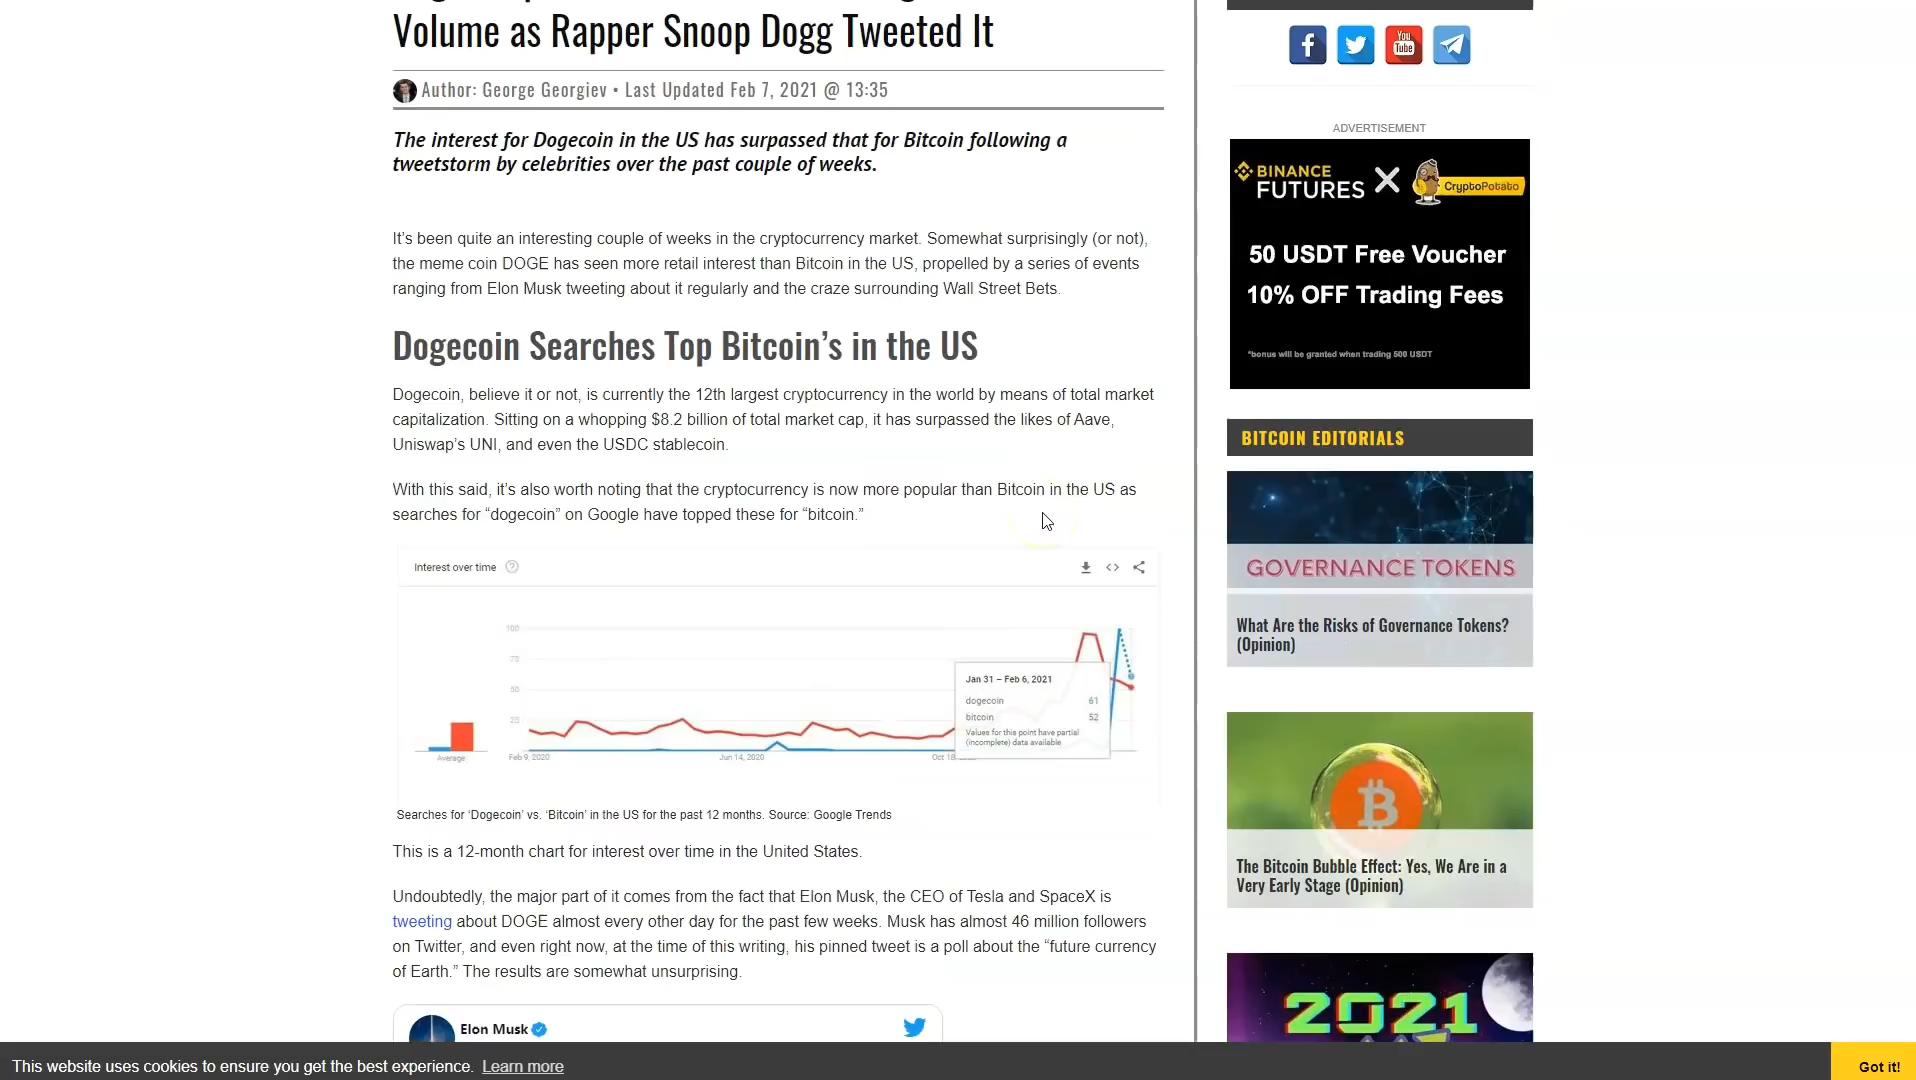 Volume as Rapper Snoop Dogg Tweeted It
Author: George Georgiev • Last Updated Feb 7, 2021 @ 13:35
The interest for Dogecoin in the US has surpassed that for Bitcoin following a
tweetstorm by celebrities over the past couple of weeks.
It's been quite an interesting couple of weeks in the cryptocurrency market. Somewhat surprisingly (or not),
the meme coin DOGE has seen more retail interest than Bitcoin in the US, propelled by a series of events
ranging from Elon Musk tweeting about it regularly and the craze surrounding Wall Street Bets.
Dogecoin Searches Top Bitcoin's in the US
Dogecoin, believe it or not, is currently the 12th largest cryptocurrency in the world by means of total market
capitalization. Sitting on a whopping $8.2 billion of total market cap, it has surpassed the likes of Aave,
Uniswap's UNI, and even the USDC stablecoin.
With this said, it's also worth noting that the cryptocurrency is now more popular than Bitcoin in the US as
searches for “dogecoin” on Google have topped these for “bitcoin.”
Interest over time
100
75
50
25
Average
Feb 9, 2020
Jun 14, 2020
Oct 18
Jan 31 – Feb 6, 2021
dogecoin 61
bitcoin 52
Values for this point have partial
(incomplete) data available
Searches for 'Dogecoin' vs. 'Bitcoin' in the US for the past 12 months. Source: Google Trends
This is a 12-month chart for interest over time in the United States.
Undoubtedly, the major part of it comes from the fact that Elon Musk, the CEO of Tesla and SpaceX is
tweeting about DOGE almost every other day for the past few weeks. Musk has almost 46 million followers
on Twitter, and even right now, at the time of this writing, his pinned tweet is a poll about the “future currency
of Earth.” The results are somewhat unsurprising.
Elon Musk
You
Tube
ADVERTISEMENT
BINANCE
FUTURES
CryptoPotato
50 USDT Free Voucher
10% OFF Trading Fees
*bonus will be granted when trading 500 USDT
BITCOIN EDITORIALS
GOVERNANCE TOKENS
What Are the Risks of Governance Tokens?
(Opinion)
The Bitcoin Bubble Effect: Yes, We Are in a
Very Early Stage (Opinion)
2021
This website uses cookies to ensure you get the best experience. Learn more
Got it!